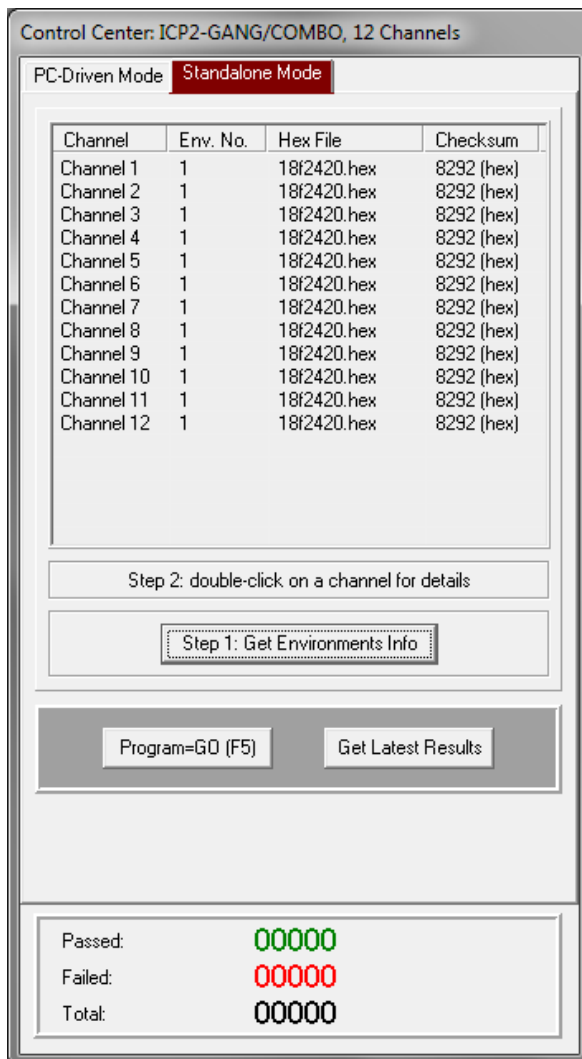 Control Center: ICP2-GANG/COMBO, 12 Channels
PC-Driven Mode Standalone Mode
Channel Env. No. Hex File Checksum
Channel 1 1 18f2420.hex 8292 (hex)
Channel 2 1 18f2420.hex 8292 (hex)
Channel 3 1 18f2420.hex 8292 (hex)
Channel 4 1 18f2420.hex 8292 (hex)
Channel 5 1 18f2420.hex 8292 (hex)
Channel 6 1 18f2420.hex 8292 (hex)
Channel 7 1 18f2420.hex 8292 (hex)
Channel 8 1 18f2420.hex 8292 (hex)
Channel 9 1 18f2420.hex 8292 (hex)
Channel 10 1 18f2420.hex 8292 (hex)
Channel 11 1 18f2420.hex 8292 (hex)
Channel 12 1 18f2420.hex 8292 (hex)
Step 2: double-click on a channel for details
Step 1: Get Environments Info
Program=GO (F5) Get Latest Results
Passed: 00000
Failed: 00000
Total: 00000